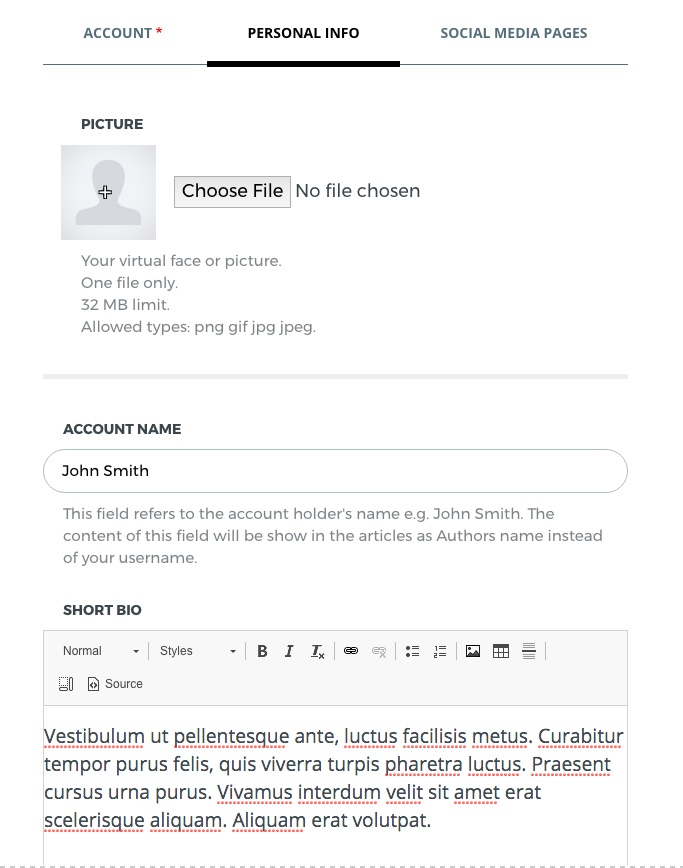 ACCOUNT * PERSONAL INFO SOCIAL MEDIA PAGES
PICTURE
Choose File No file chosen
Your virtual face or picture.
One file only.
32 MB limit.
Allowed types: png gif jpg jpeg.
ACCOUNT NAME
John Smith
This field refers to the account holder's name e.g. John Smith. The
content of this field will be show in the articles as Authors name instead
of your username.
SHORT BIO
Normal Styles B I Tx
Source
Vestibulum ut pellentesque ante, luctus facilisis metus. Curabitur
tempor purus felis, quis viverra turpis pharetra luctus. Praesent
cursus urna purus. Vivamus interdum velit sit amet erat
scelerisque aliquam. Aliquam erat volutpat.